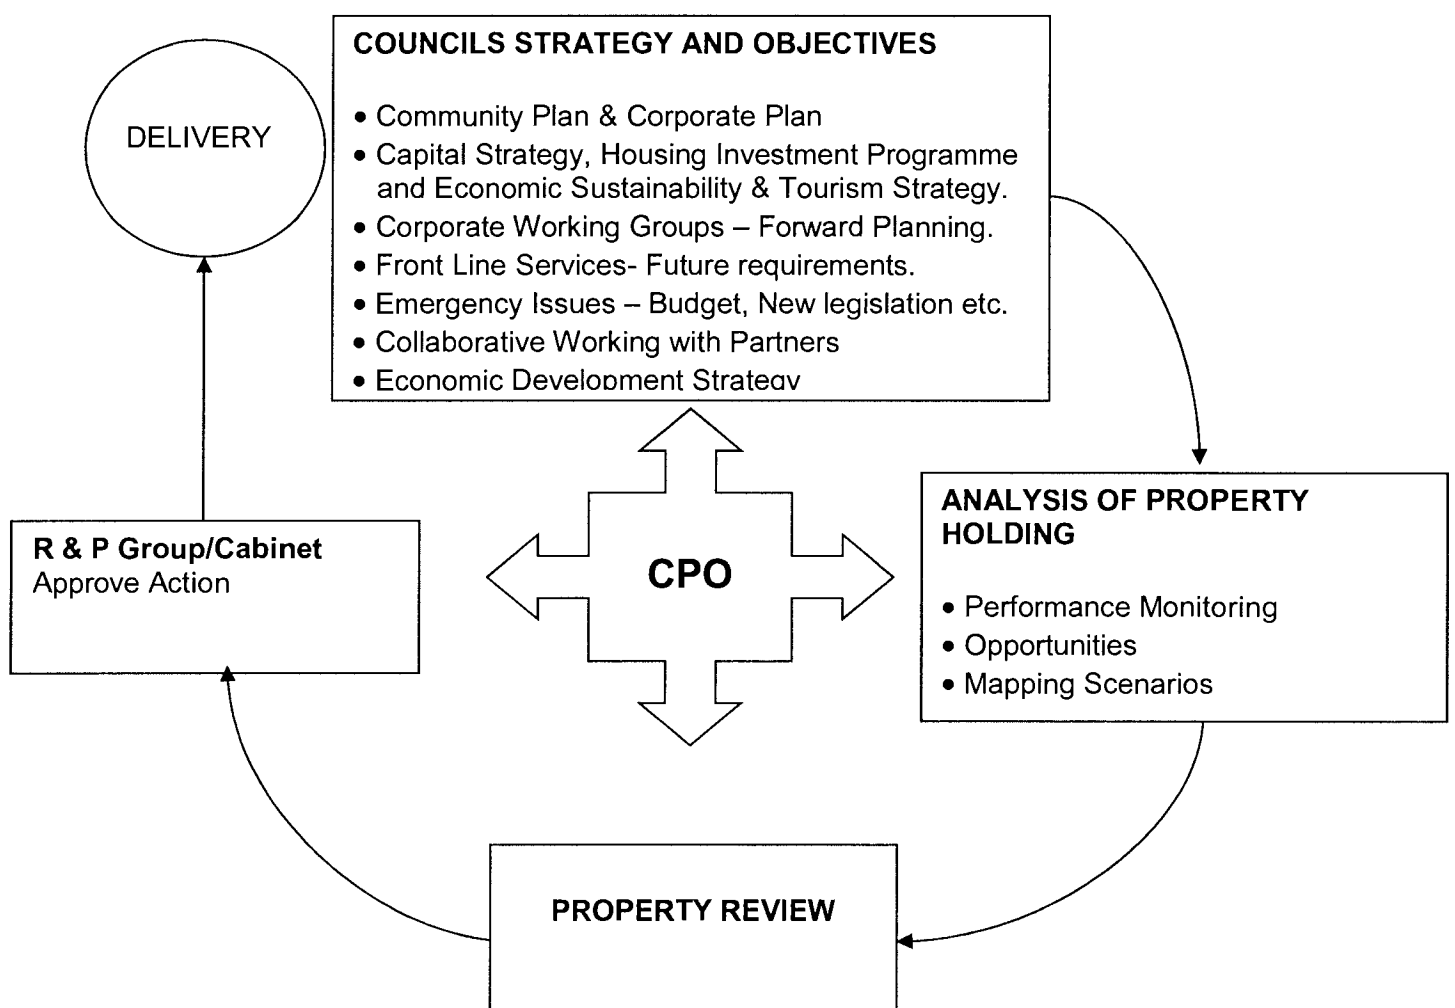 DELIVERY
COUNCILS STRATEGY AND OBJECTIVES
• Community Plan & Corporate Plan
• Capital Strategy, Housing Investment Programme
and Economic Sustainability & Tourism Strategy.
• Corporate Working Groups – Forward Planning.
• Front Line Services- Future requirements.
• Emergency Issues – Budget, New legislation etc.
• Collaborative Working with Partners
• Economic Development Strategy
R & P Group/Cabinet
Approve Action
CPO
ANALYSIS OF PROPERTY
HOLDING
• Performance Monitoring
• Opportunities
• Mapping Scenarios
PROPERTY REVIEW